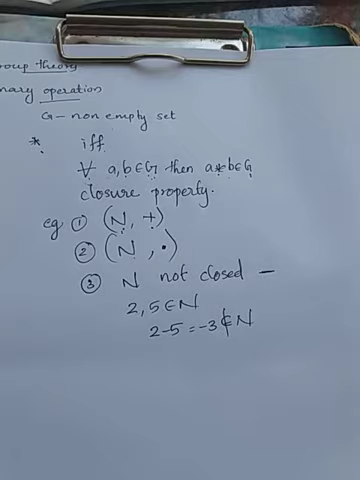 roup theory
nary operation
G - non empty set
* iff
∀ a, b ∈ G then a * b ∈ G
closure property.
eg ① (N, +)
② (N, ·)
③ N not closed -
2, 5 ∈ N
2-5 = -3 ∉ N